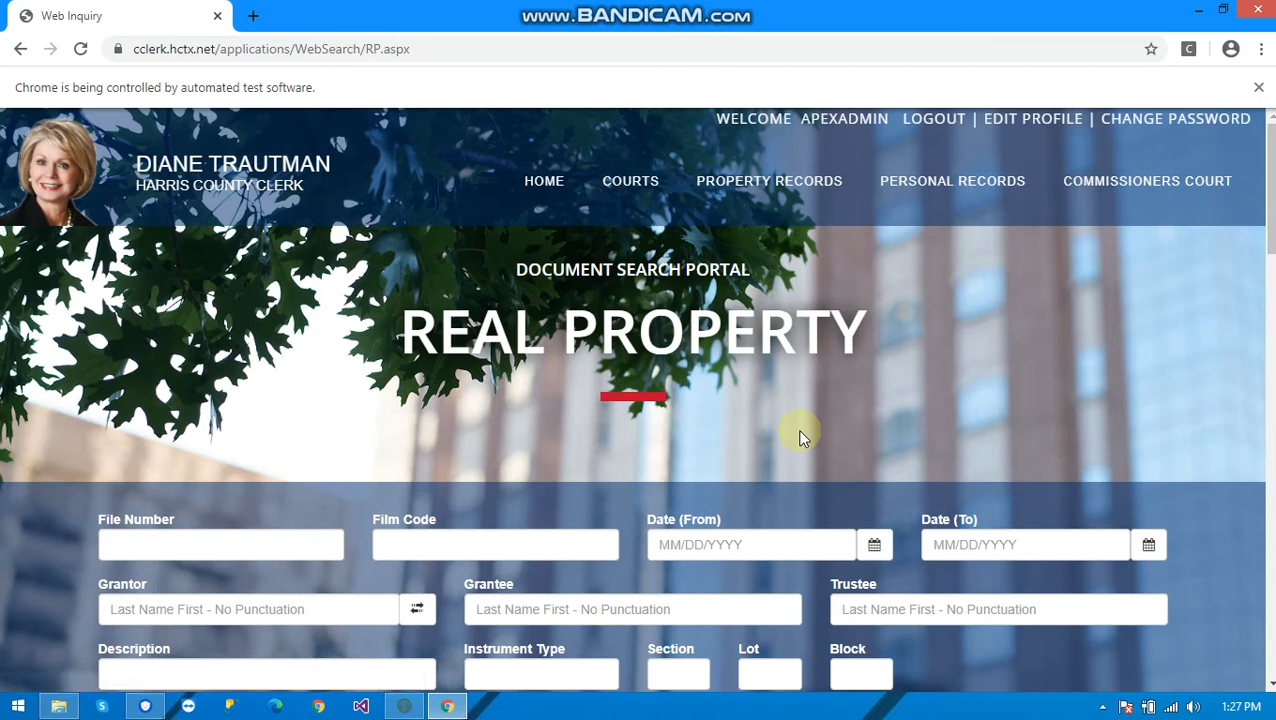 Web Inquiry
www.BANDICAM.com
cclerk.hctx.net/applications/WebSearch/RP.aspx
C
Chrome is being controlled by automated test software.
WELCOME APEXADMIN LOGOUT | EDIT PROFILE | CHANGE PASSWORD
DIANE TRAUTMAN
HARRIS COUNTY CLERK
HOME COURTS PROPERTY RECORDS PERSONAL RECORDS COMMISSIONERS COURT
DOCUMENT SEARCH PORTAL
REAL PROPERTY
File Number Film Code Date (From) Date (To)
MM/DD/YYYY MM/DD/YYYY
Grantor Grantee Trustee
Last Name First - No Punctuation Last Name First - No Punctuation Last Name First - No Punctuation
Description Instrument Type Section Lot Block
1:27 PM